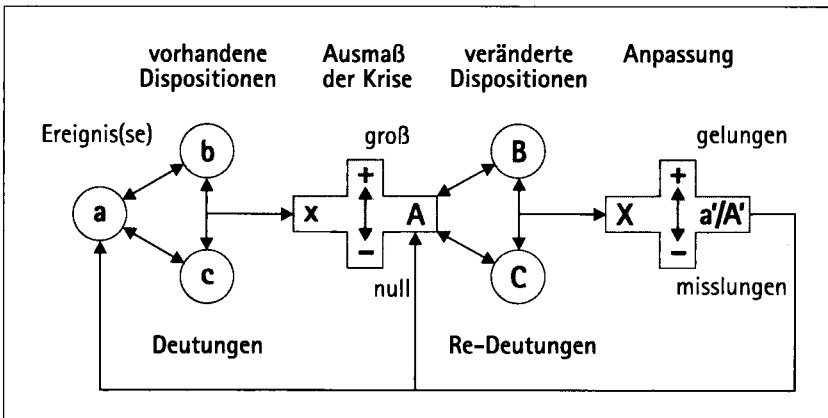 vorhandene
Dispositionen
Ausmaß
der Krise
veränderte
Dispositionen
Anpassung
Ereignis(se)
b
groß
B
gelungen
+
+
a
x
A
X
a'/A'
–
–
c
null
C
misslungen
Deutungen
Re-Deutungen